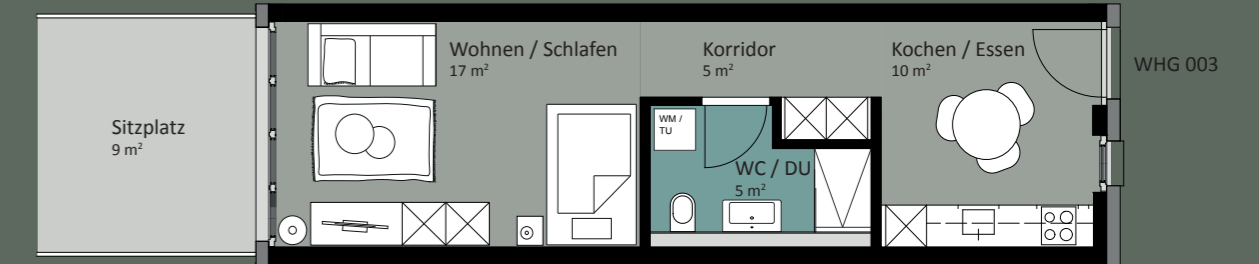 Sitzplatz
9 m²
Wohnen / Schlafen
17 m²
Korridor
5 m²
Kochen / Essen
10 m²
WHG 003
WM /
TU
WC / DU
5 m²